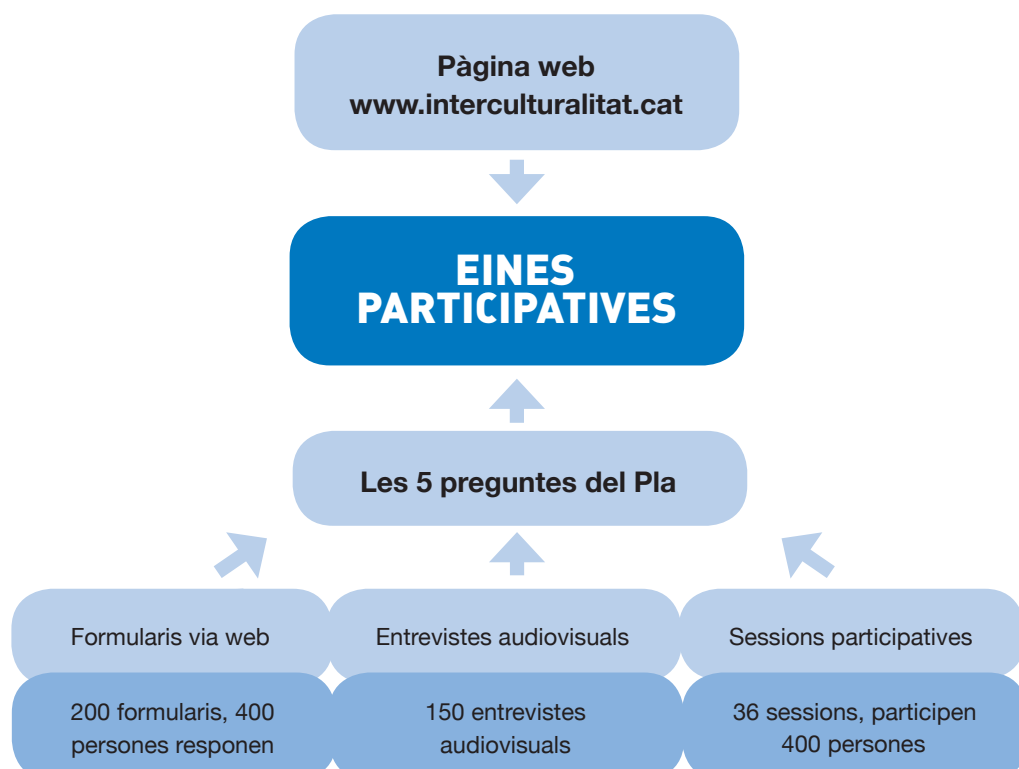 Pàgina web
www.interculturalitat.cat
EINES
PARTICIPATIVES
Les 5 preguntes del Pla
Formularis via web
200 formularis, 400
persones responen
Entrevistes audiovisuals
150 entrevistes
audiovisuals
Sessions participatives
36 sessions, participen
400 persones